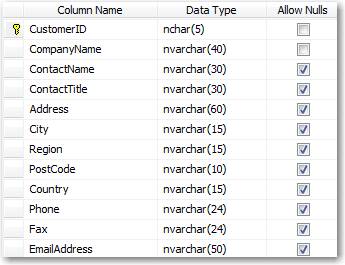 Column Name Data Type Allow Nulls
CustomerID nchar(5)
CompanyName nvarchar(40)
ContactName nvarchar(30)
ContactTitle nvarchar(30)
Address nvarchar(60)
City nvarchar(15)
Region nvarchar(15)
PostCode nvarchar(10)
Country nvarchar(15)
Phone nvarchar(24)
Fax nvarchar(24)
EmailAddress nvarchar(50)